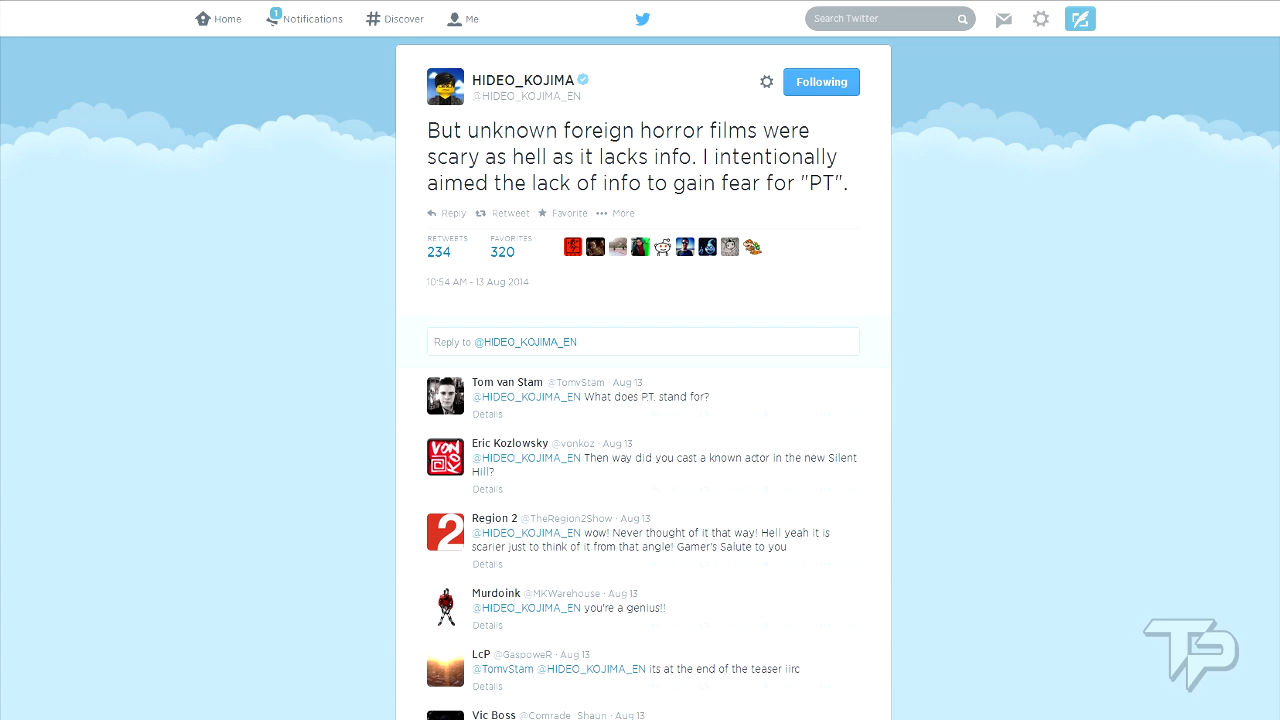 Home
1
Notifications
Discover
Me
Search Twitter
HIDEO_KOJIMA
@HIDEO_KOJIMA_EN
Following
But unknown foreign horror films were
scary as hell as it lacks info. I intentionally
aimed the lack of info to gain fear for "PT".
Reply Retweet Favorite More
RETWEETS FAVORITES
234 320
10:54 AM - 13 Aug 2014
Reply to @HIDEO_KOJIMA_EN
Tom van Stam @TomvStam · Aug 13
@HIDEO_KOJIMA_EN What does P.T. stand for?
Details
Eric Kozlowsky @vonkoz · Aug 13
@HIDEO_KOJIMA_EN Then way did you cast a known actor in the new Silent
Hill?
Details
Region 2 @TheRegion2Show · Aug 13
@HIDEO_KOJIMA_EN wow! Never thought of it that way! Hell yeah it is
scarier just to think of it from that angle! Gamer's Salute to you
Details
Murdoink @MKWarehouse · Aug 13
@HIDEO_KOJIMA_EN you're a genius!!
Details
LcP @GaspoweR · Aug 13
@TomvStam @HIDEO_KOJIMA_EN its at the end of the teaser iirc
Details
Vic Boss @Comrade_Shaun · Aug 13
VON
KO
2
TP